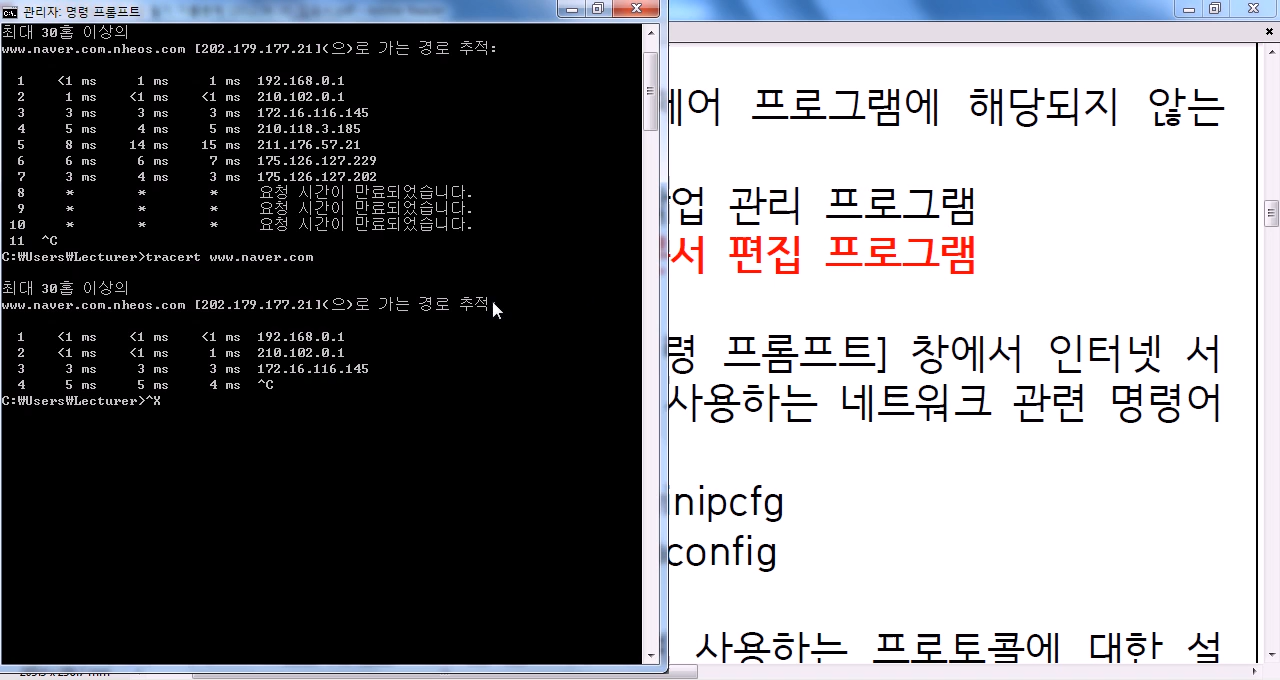 관리자: 명령 프롬프트
최대 30홉 이상의
www.naver.com.nheos.com [202.179.177.21](으)로 가는 경로 추적:
1 <1 ms 1 ms 1 ms 192.168.0.1
2 1 ms <1 ms <1 ms 210.102.0.1
3 3 ms 3 ms 3 ms 172.16.116.145
4 5 ms 4 ms 5 ms 210.118.3.185
5 8 ms 14 ms 15 ms 211.176.57.21
6 6 ms 6 ms 7 ms 175.126.127.229
7 3 ms 4 ms 3 ms 175.126.127.202
8 * * * 요청 시간이 만료되었습니다.
9 * * * 요청 시간이 만료되었습니다.
10 * * * 요청 시간이 만료되었습니다.
11 ^C
C:₩Users₩Lecturer>tracert www.naver.com
최대 30홉 이상의
www.naver.com.nheos.com [202.179.177.21](으)로 가는 경로 추적
1 <1 ms <1 ms <1 ms 192.168.0.1
2 <1 ms <1 ms 1 ms 210.102.0.1
3 3 ms 3 ms 3 ms 172.16.116.145
4 5 ms 5 ms 4 ms ^C
C:₩Users₩Lecturer>^X
프로그램에 해당되지 않는
관리 프로그램
편집 프로그램
프롬프트] 창에서 인터넷 서
사용하는 네트워크 관련 명령어
nipcfg
config
사용하는 프로토콜에 대한 설